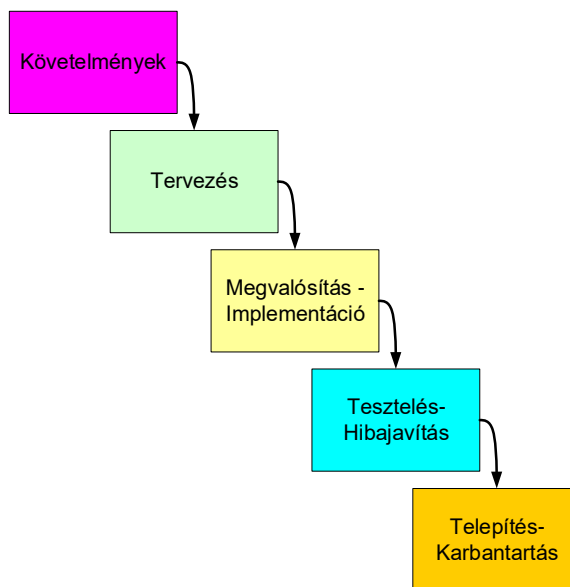 Követelmények
Tervezés
Megvalósítás -
Implementáció
Tesztelés-
Hibajavítás
Telepítés-
Karbantartás